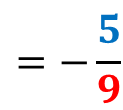 = - 5/9